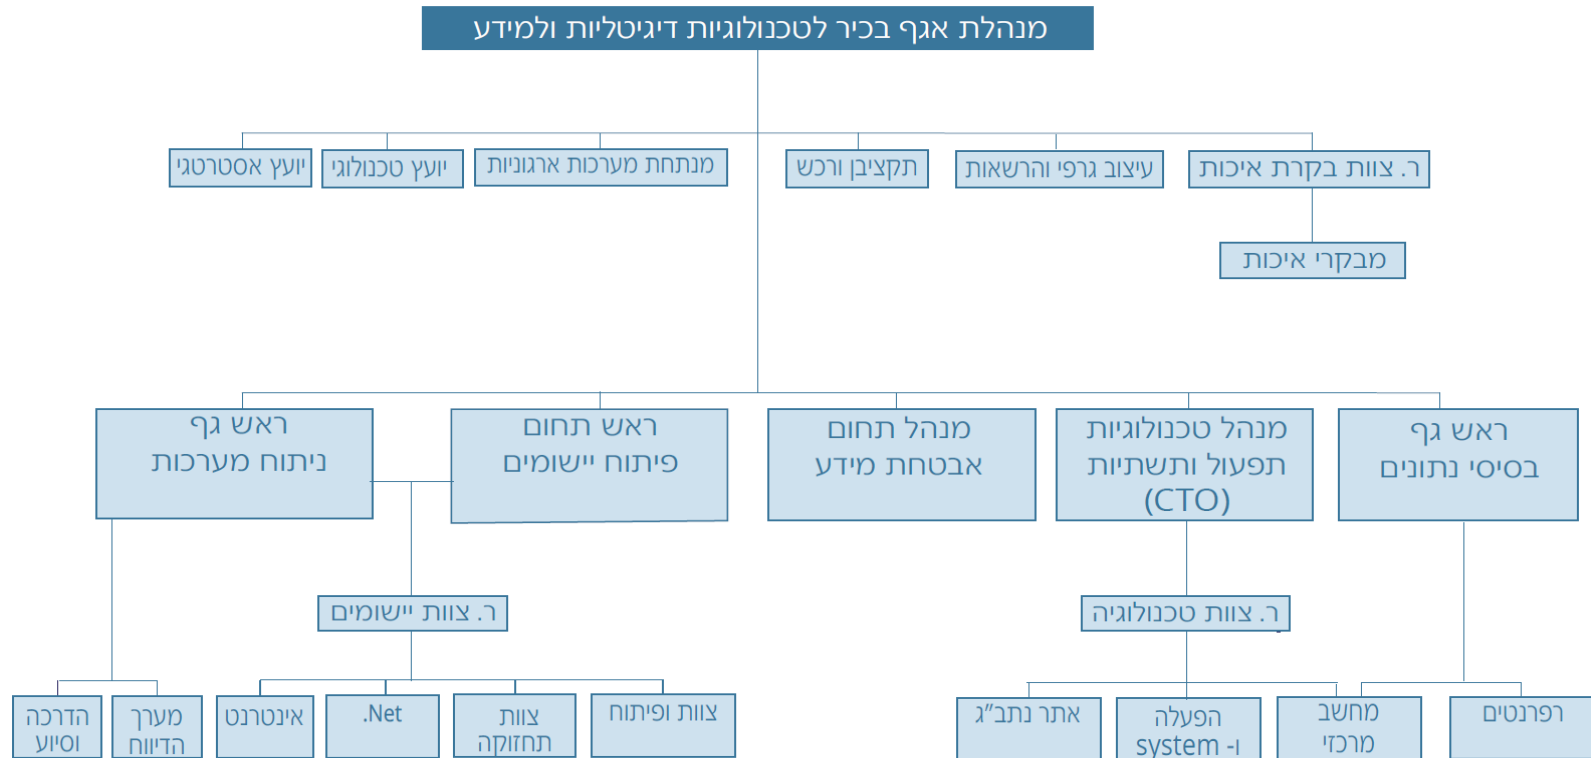 מנהלת אגף בכיר לטכנולוגיות דיגיטליות ולמידע
ר. צוות בקרת איכות
עיצוב גרפי והרשאות
תקציבן ורכש
מנתחת מערכות ארגוניות
יועץ טכנולוגי
יועץ אסטרטגי
מבקרי איכות
ראש גף
בסיסי נתונים
מנהל טכנולוגיות
תפעול ותשתיות
(CTO)
מנהל תחום
אבטחת מידע
ראש תחום
פיתוח יישומים
ראש גף
ניתוח מערכות
ר. צוות טכנולוגיה
ר. צוות יישומים
רפרנטים
מחשב
מרכזי
הפעלה
ו- system
אתר נתב"ג
צוות ופיתוח
צוות
תחזוקה
.Net
אינטרנט
מערך
הדיווח
הדרכה
וסיוע